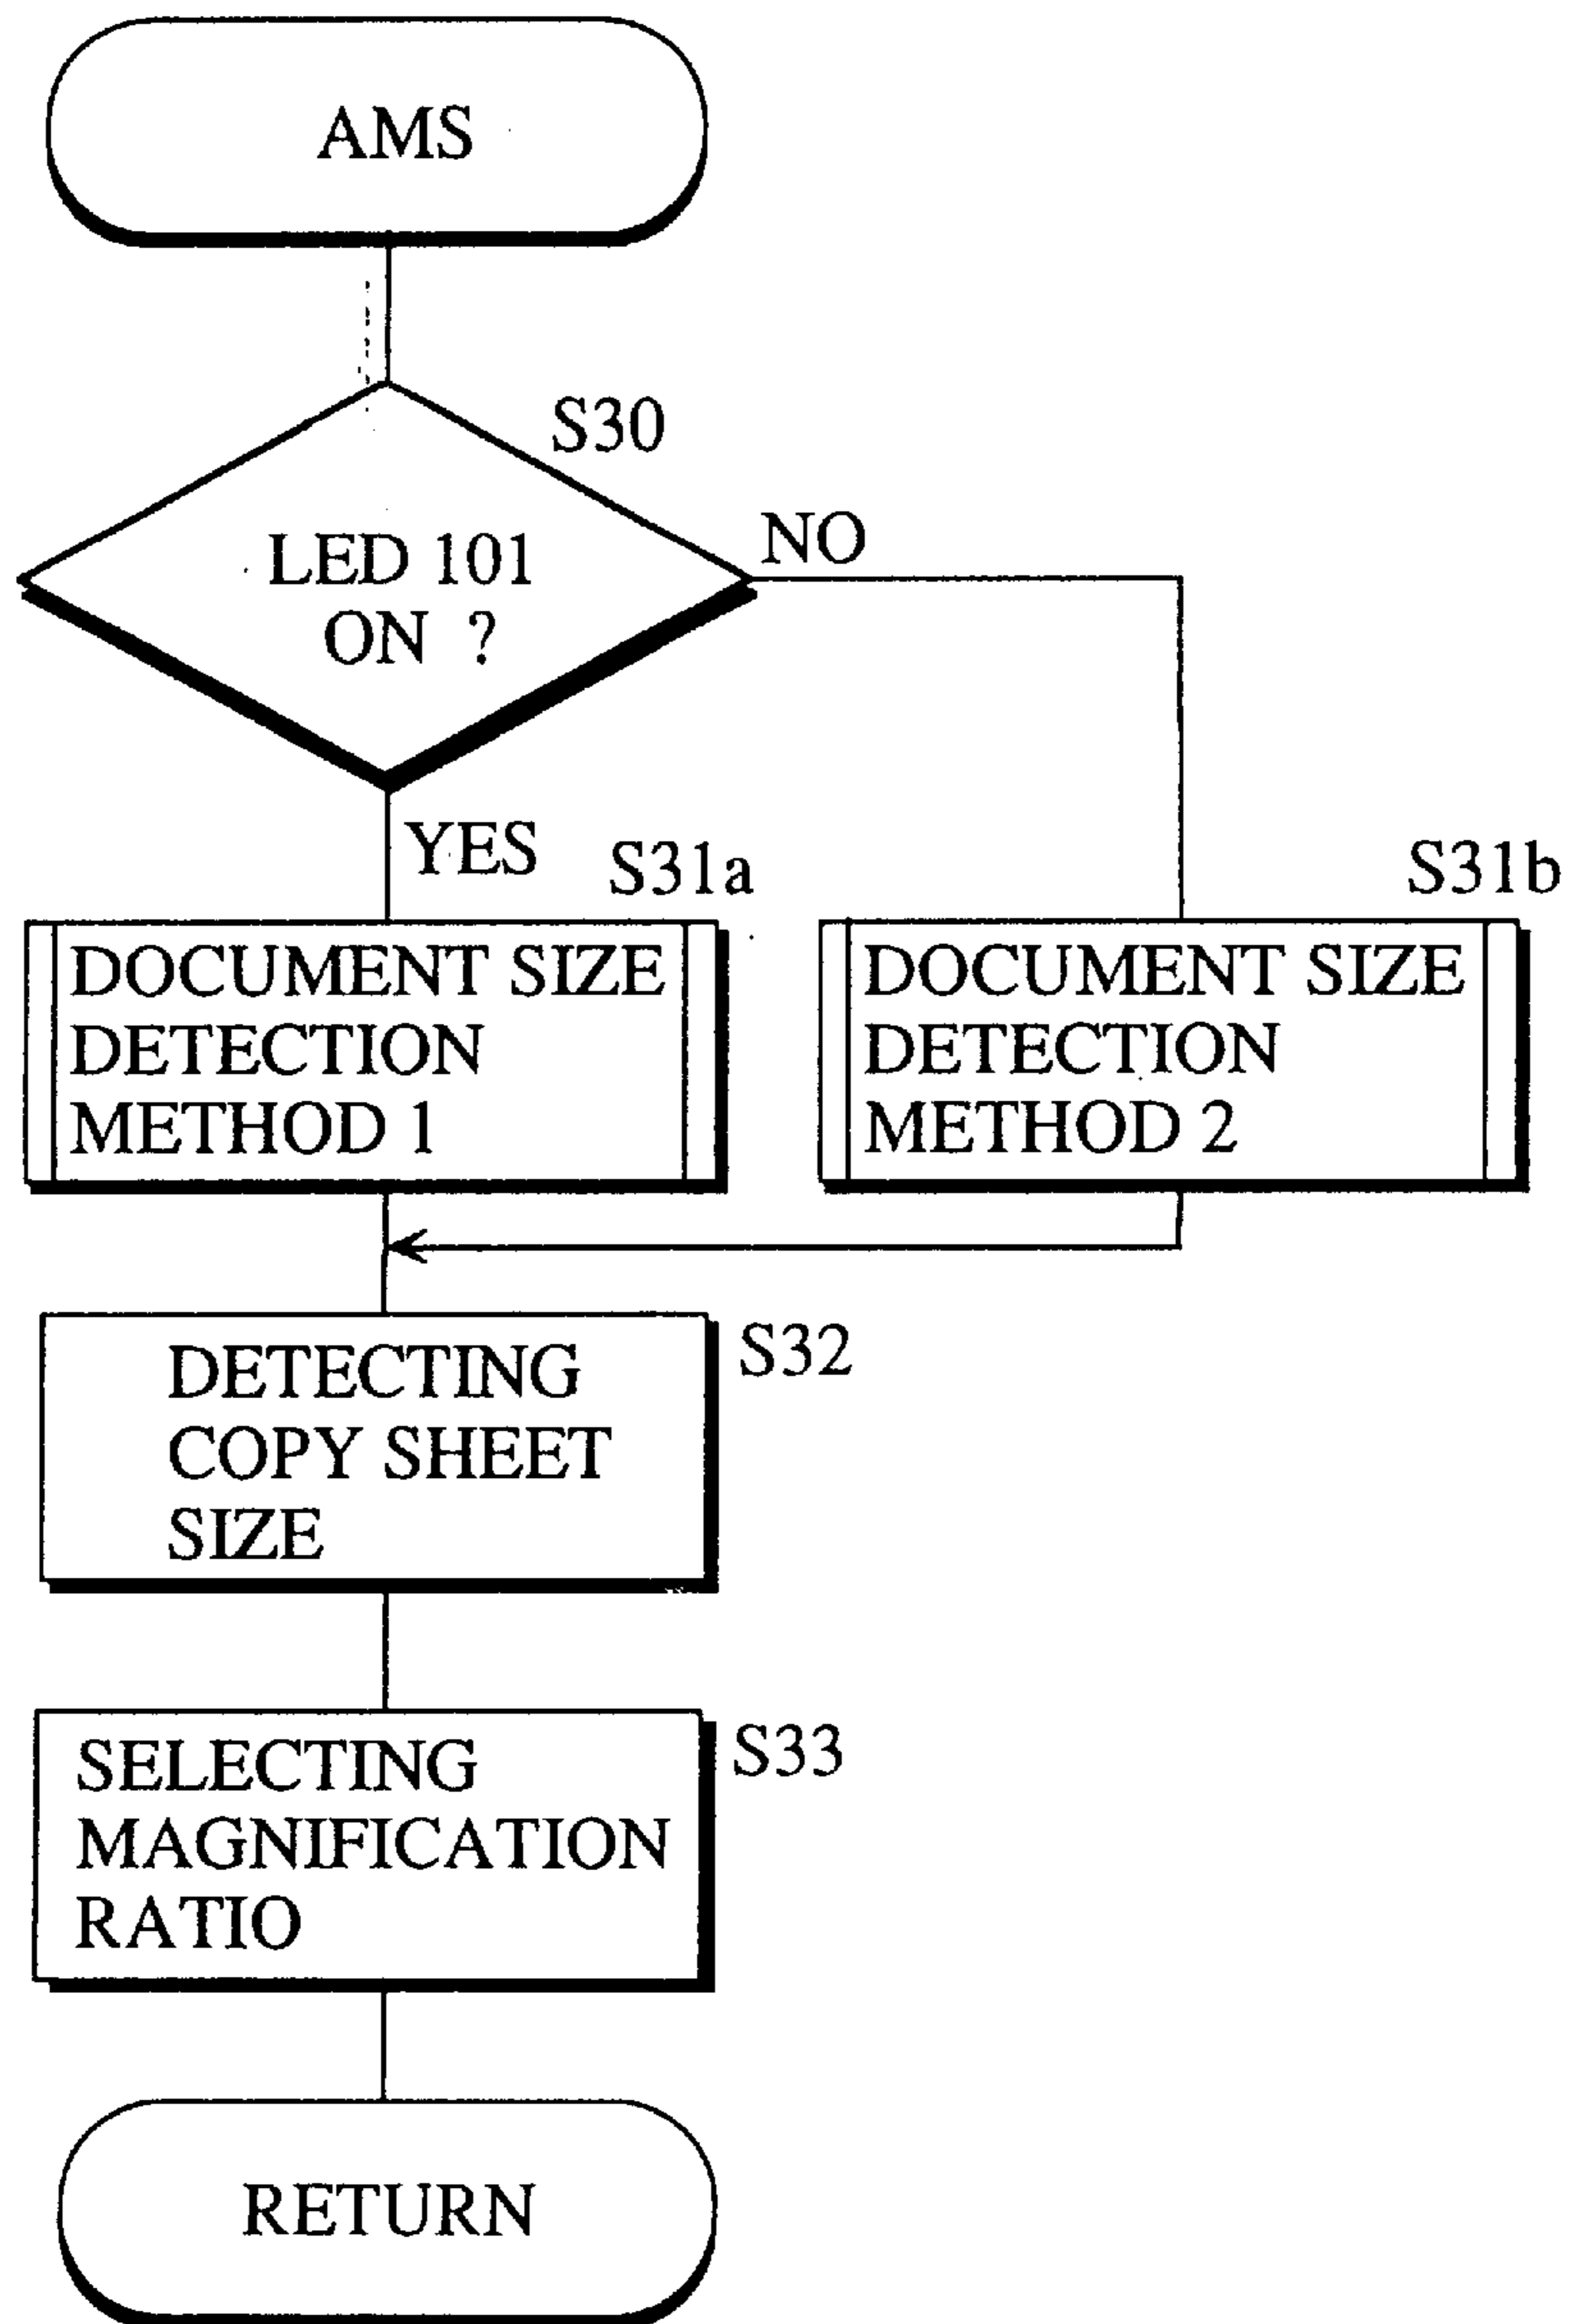 AMS
S30
LED 101
ON ?
NO
YES
S31a
DOCUMENT SIZE
DETECTION
METHOD 1
S31b
DOCUMENT SIZE
DETECTION
METHOD 2
S32
DETECTING
COPY SHEET
SIZE
S33
SELECTING
MAGNIFICATION
RATIO
RETURN